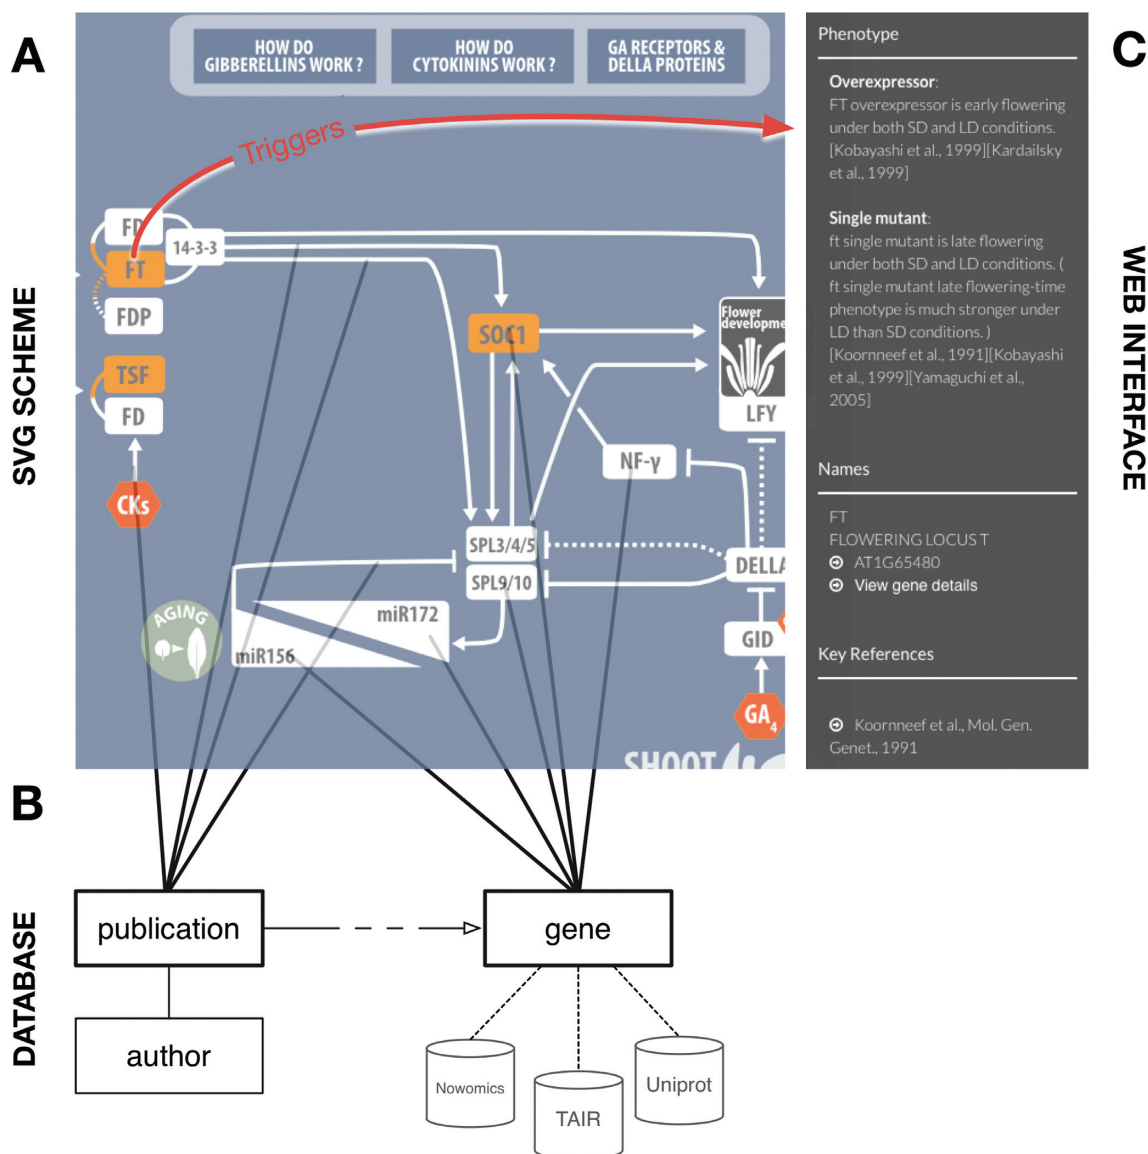 A
HOW DO
GIBBERELLINS WORK ?
HOW DO
CYTOKININS WORK ?
GA RECEPTORS &
DELLA PROTEINS
Triggers
FD
14-3-3
FT
FDP
TSF
FD
CKs
SOC1
Flower
developme
LFY
NF-γ
SPL3/4/5
SPL9/10
DELLA
miR172
miR156
AGING
GID
GA4
SHOOT
SVG SCHEME
C
WEB INTERFACE
Phenotype
Overexpressor:
FT overexpressor is early flowering
under both SD and LD conditions.
[Kobayashi et al., 1999][Kardailsky
et al., 1999]
Single mutant:
ft single mutant is late flowering
under both SD and LD conditions. (
ft single mutant late flowering-time
phenotype is much stronger under
LD than SD conditions. )
[Koornneef et al., 1991][Kobayashi
et al., 1999][Yamaguchi et al.,
2005]
Names
FT
FLOWERING LOCUS T
AT1G65480
View gene details
Key References
Koornneef et al., Mol. Gen.
Genet., 1991
B
DATABASE
publication
gene
author
Nowomics
TAIR
Uniprot